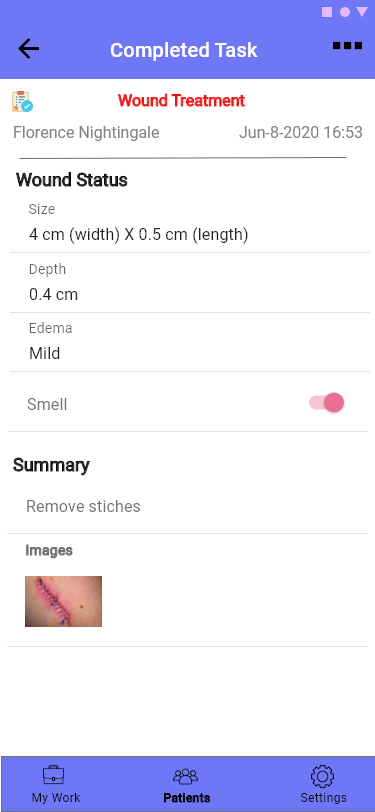 Completed Task
Wound Treatment
Florence Nightingale Jun-8-2020 16:53
Wound Status
Size
4 cm (width) X 0.5 cm (length)
Depth
0.4 cm
Edema
Mild
Smell
Summary
Remove stiches
Images
My Work Patients Settings